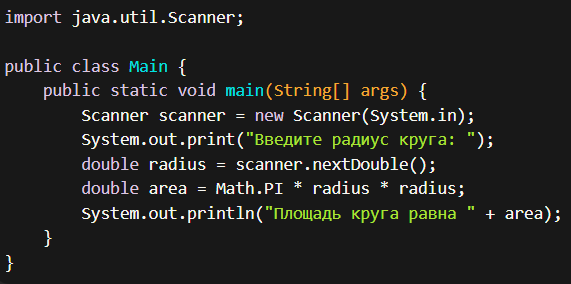 import java.util.Scanner;
public class Main {
    public static void main(String[] args) {
        Scanner scanner = new Scanner(System.in);
        System.out.print("Введите радиус круга: ");
        double radius = scanner.nextDouble();
        double area = Math.PI * radius * radius;
        System.out.println("Площадь круга равна " + area);
    }
}